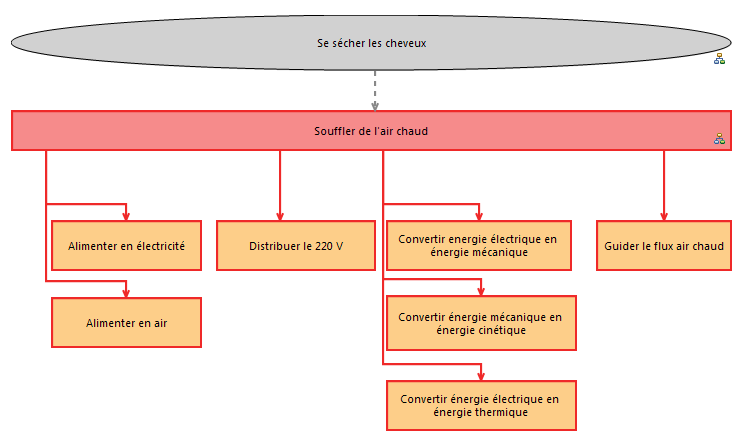 Se sécher les cheveux
Souffler de l'air chaud
Alimenter en électricité
Distribuer le 220 V
Convertir energie électrique en
énergie mécanique
Guider le flux air chaud
Alimenter en air
Convertir énergie mécanique en
énergie cinétique
Convertir énergie électrique en
énergie thermique